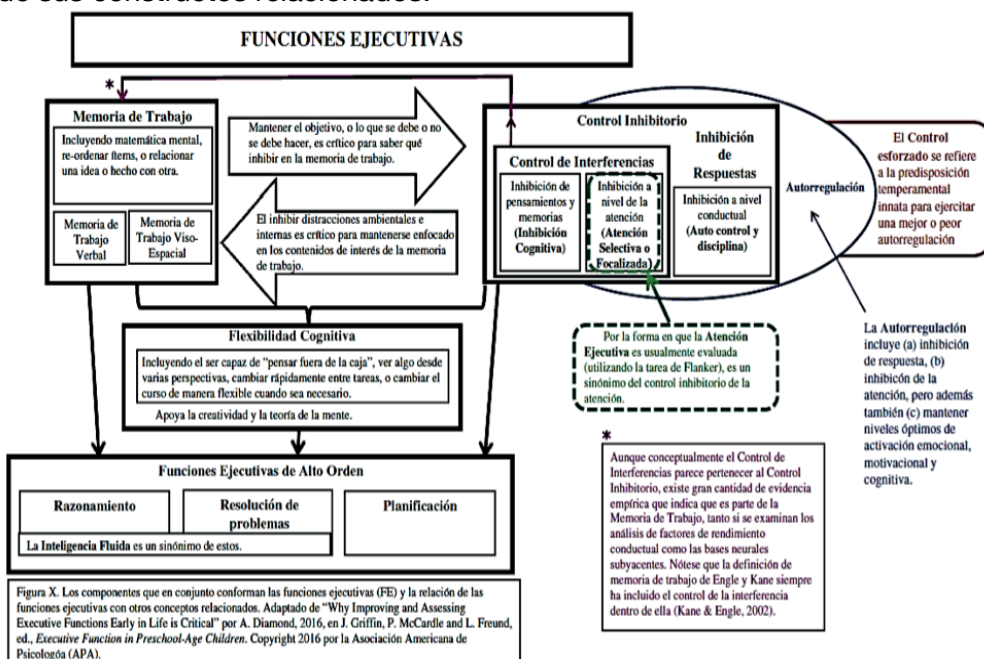 de sus constructos relacionados.
FUNCIONES EJECUTIVAS
*
Memoria de Trabajo
Incluyendo matemática mental,
re-ordenar ítems, o relacionar
una idea o hecho con otra.
Memoria de
Trabajo
Verbal
Memoria de
Trabajo Viso-
Espacial
Mantener el objetivo, o lo que se debe o no
se debe hacer, es crítico para saber qué
inhibir en la memoria de trabajo.
El inhibir distracciones ambientales e
internas es crítico para mantenerse enfocado
en los contenidos de interés de la memoria
de trabajo.
Control Inhibitorio
Control de Interferencias
Inhibición de
pensamientos y
memorias
(Inhibición
Cognitiva)
Inhibición a
nivel de la
atención
(Atención
Selectiva o
Focalizada)
Inhibición
de
Respuestas
Inhibición a nivel
conductual
(Auto control y
disciplina)
Autorregulación
El Control
esforzado se refiere
a la predisposición
temperamental
innata para ejercitar
una mejor o peor
autorregulación
Flexibilidad Cognitiva
Incluyendo el ser capaz de "pensar fuera de la caja", ver algo desde
varias perspectivas, cambiar rápidamente entre tareas, o cambiar el
curso de manera flexible cuando sea necesario.
Apoya la creatividad y la teoría de la mente.
Por la forma en que la Atención
Ejecutiva es usualmente evaluada
(utilizando la tarea de Flanker), es un
sinónimo del control inhibitorio de la
atención.
La Autorregulación
incluye (a) inhibición
de respuesta, (b)
inhibición de la
atención, pero además
también (c) mantener
niveles óptimos de
activación emocional,
motivacional y
cognitiva.
Funciones Ejecutivas de Alto Orden
Razonamiento
Resolución de
problemas
Planificación
La Inteligencia Fluida es un sinónimo de estos.
*
Aunque conceptualmente el Control de
Interferencias parece pertenecer al Control
Inhibitorio, existe gran cantidad de evidencia
empírica que indica que es parte de la
Memoria de Trabajo, tanto si se examinan los
análisis de factores de rendimiento
conductual como las bases neurales
subyacentes. Nótese que la definición de
memoria de trabajo de Engle y Kane siempre
ha incluido el control de la interferencia
dentro de ella (Kane & Engle, 2002).
Figura X. Los componentes que en conjunto conforman las funciones ejecutivas (FE) y la relación de las
funciones ejecutivas con otros conceptos relacionados. Adaptado de "Why Improving and Assessing
Executive Functions Early in Life is Critical" por A. Diamond, 2016, en J. Griffin, P. McCardle and L. Freund,
ed., Executive Function in Preschool-Age Children. Copyright 2016 por la Asociación Americana de
Psicologóa (APA).